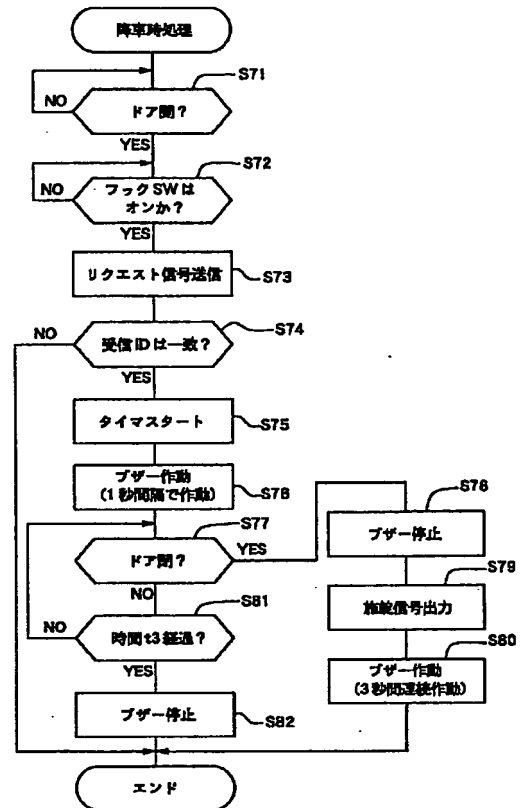 降車時処理
S71
NO
ドア開?
YES
S72
NO
フックSWは
オンか?
YES
リクエスト信号送信
S73
S74
NO
受信IDは一致?
YES
タイマスタート
S75
ブザー作動
(1秒間隔で作動)
S76
S77
ドア閉?
YES
NO
S78
ブザー停止
S79
施錠信号出力
S80
ブザー作動
(3秒間連続作動)
S81
NO
時間t3経過?
YES
ブザー停止
S82
エンド